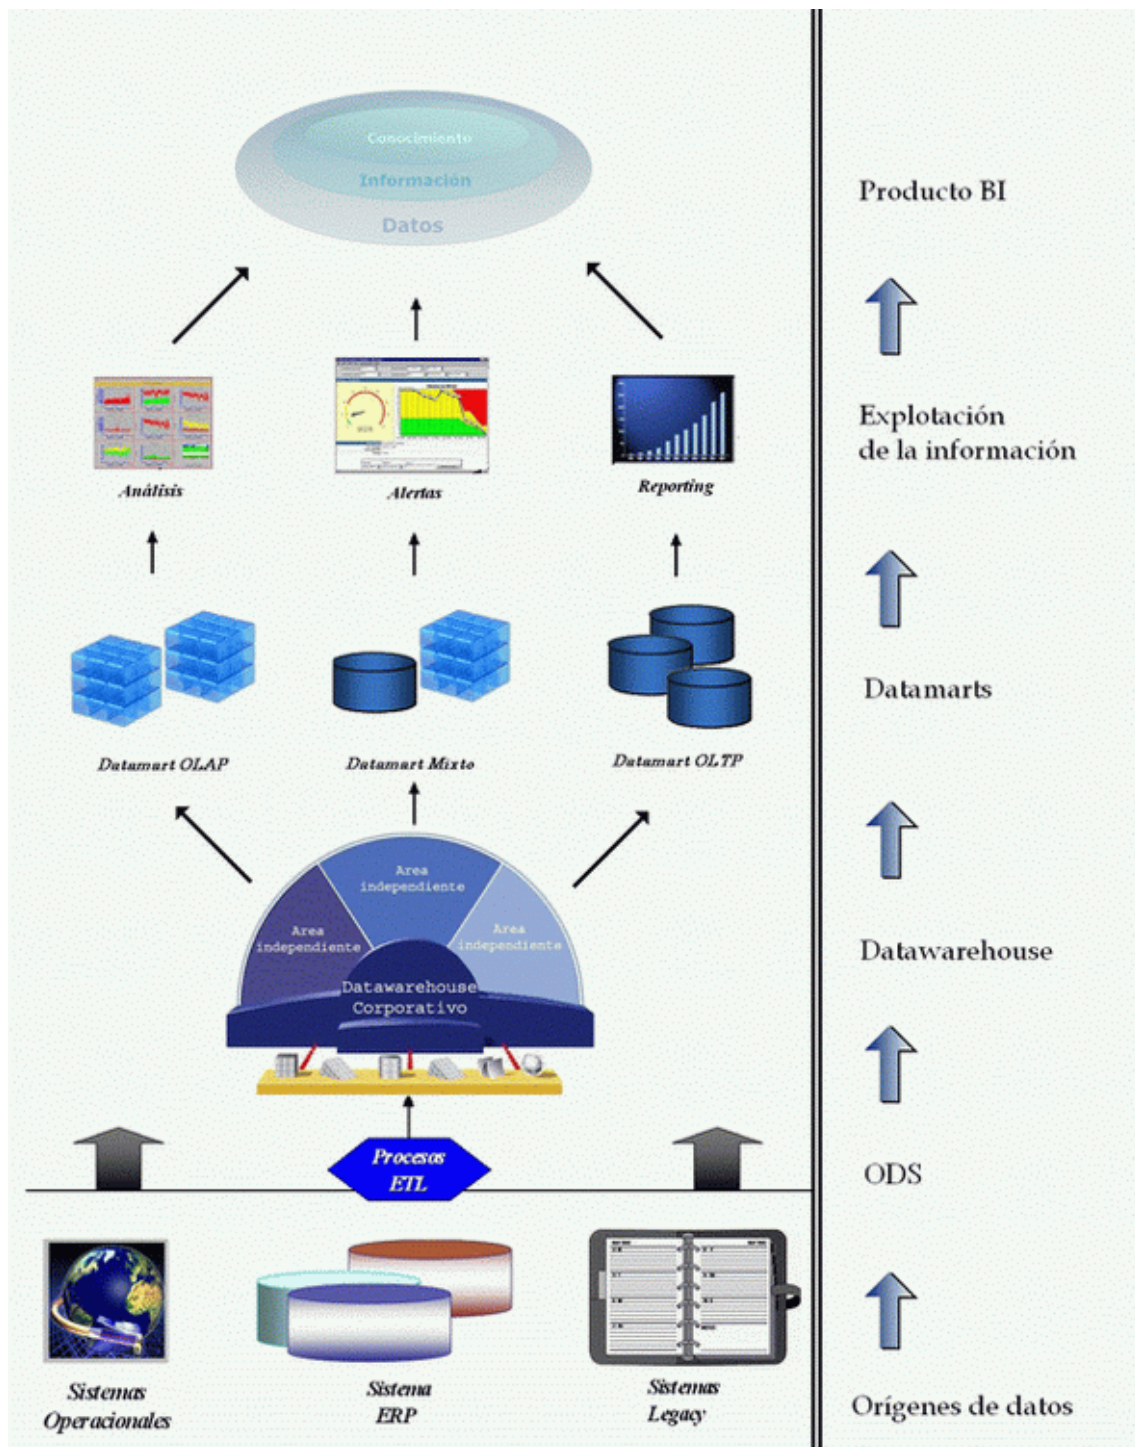 Conocimiento
Información
Datos
Producto BI
Análisis
Alertas
Reporting
Explotación
de la información
Datamart OLAP
Datamart Mixto
Datamart OLTP
Datamarts
Area
independiente
Area
independiente
Area
independiente
Datawarehouse
Corporativo
Datawarehouse
Procesos
ETL
ODS
Sistemas
Operacionales
Sistema
ERP
Sistemas
Legacy
Orígenes de datos